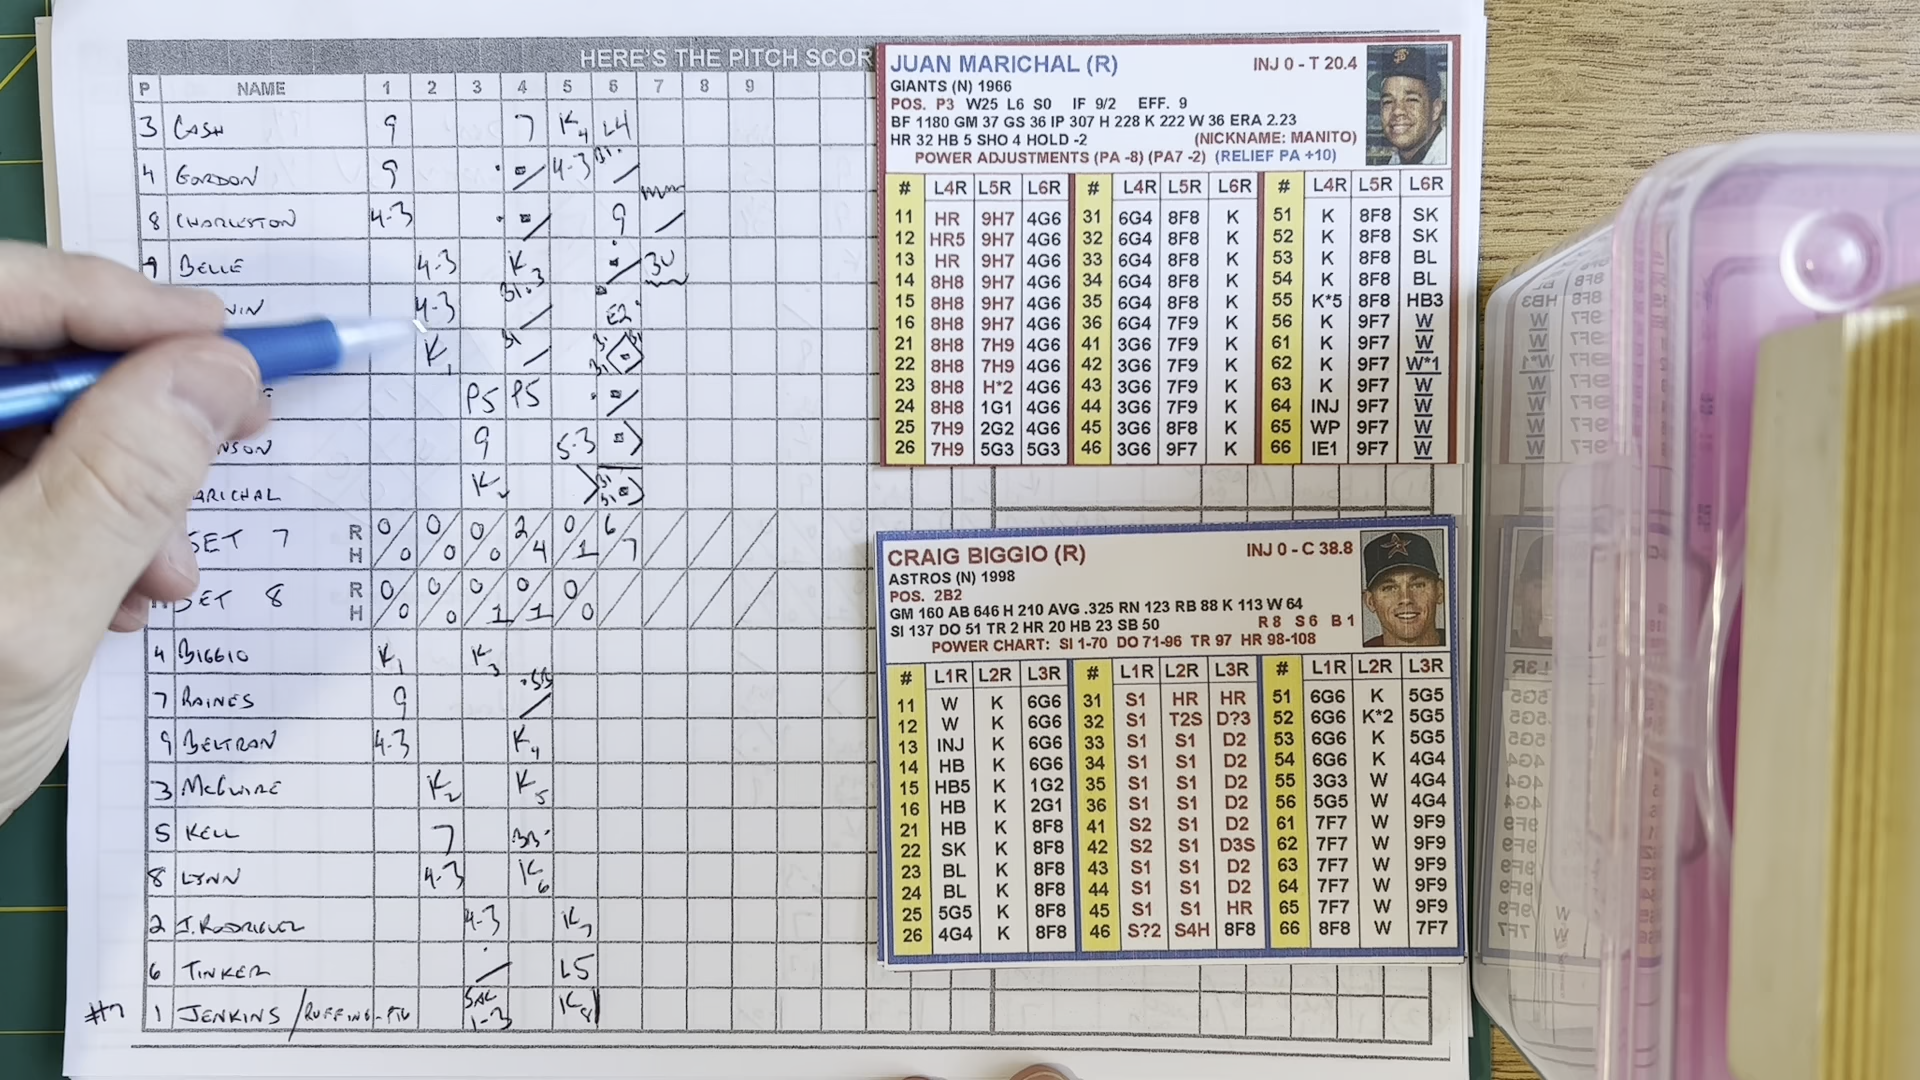 HERE'S THE PITCH SCOR
P NAME 1 2 3 4 5 6 7 8 9
3 CASH 9 7 K4 L4
4 GORDON 9 4-3
8 CHARLESTON 4-3 9
9 BELLE 4-3 K3
NIN 4-3 E2
K1
P5 P5
NSON 9 5-3
ARICHAL K2
SET 7 R 0 0 0 2 0 6
H 0 0 0 4 1 7
SET 8 R 0 0 0 0 0
H 0 0 1 1 0
4 BIGGIO K1 K3
7 RAINES 9 SB
9 BELTRAN 4-3 K4
3 McGWIRE K2 K5
5 KELL 7 BB
8 LYNN 4-3 K6
2 J. RODRIGUEZ 4-3 K7
6 TINKER L5
#7 1 JENKINS / RUFFING - P76 SAC 1-3 K8
JUAN MARICHAL (R) INJ 0 - T 20.4
GIANTS (N) 1966
POS. P3 W25 L6 S0 IF 9/2 EFF. 9
BF 1180 GM 37 GS 36 IP 307 H 228 K 222 W 36 ERA 2.23
HR 32 HB 5 SHO 4 HOLD -2 (NICKNAME: MANITO)
POWER ADJUSTMENTS (PA -8) (PA7 -2) (RELIEF PA +10)
# L4R L5R L6R # L4R L5R L6R # L4R L5R L6R
11 HR 9H7 4G6 31 6G4 8F8 K 51 K 8F8 SK
12 HR5 9H7 4G6 32 6G4 8F8 K 52 K 8F8 SK
13 HR 9H7 4G6 33 6G4 8F8 K 53 K 8F8 BL
14 8H8 9H7 4G6 34 6G4 8F8 K 54 K 8F8 BL
15 8H8 9H7 4G6 35 6G4 8F8 K 55 K*5 8F8 HB3
16 8H8 9H7 4G6 36 6G4 7F9 K 56 K 9F7 W
21 8H8 7H9 4G6 41 3G6 7F9 K 61 K 9F7 W
22 8H8 7H9 4G6 42 3G6 7F9 K 62 K 9F7 W*1
23 8H8 H*2 4G6 43 3G6 7F9 K 63 K 9F7 W
24 8H8 1G1 4G6 44 3G6 7F9 K 64 INJ 9F7 W
25 7H9 2G2 4G6 45 3G6 8F8 K 65 WP 9F7 W
26 7H9 5G3 5G3 46 3G6 9F7 K 66 IE1 9F7 W
CRAIG BIGGIO (R) INJ 0 - C 38.8
ASTROS (N) 1998
POS. 2B2
GM 160 AB 646 H 210 AVG .325 RN 123 RB 88 K 113 W 64
SI 137 DO 51 TR 2 HR 20 HB 23 SB 50 R 8 S 6 B 1
POWER CHART: SI 1-70 DO 71-96 TR 97 HR 98-108
# L1R L2R L3R # L1R L2R L3R # L1R L2R L3R
11 W K 6G6 31 S1 HR HR 51 6G6 K 5G5
12 W K 6G6 32 S1 T2S D?3 52 6G6 K*2 5G5
13 INJ K 6G6 33 S1 S1 D2 53 6G6 K 5G5
14 HB K 6G6 34 S1 S1 D2 54 6G6 K 4G4
15 HB5 K 1G2 35 S1 S1 D2 55 3G3 W 4G4
16 HB K 2G1 36 S1 S1 D2 56 5G5 W 4G4
21 HB K 8F8 41 S2 S1 D2 61 7F7 W 9F9
22 SK K 8F8 42 S2 S1 D3S 62 7F7 W 9F9
23 BL K 8F8 43 S1 S1 D2 63 7F7 W 9F9
24 BL K 8F8 44 S1 S1 D2 64 7F7 W 9F9
25 5G5 K 8F8 45 S1 S1 HR 65 7F7 W 9F9
26 4G4 K 8F8 46 S?2 S4H 8F8 66 8F8 W 7F7